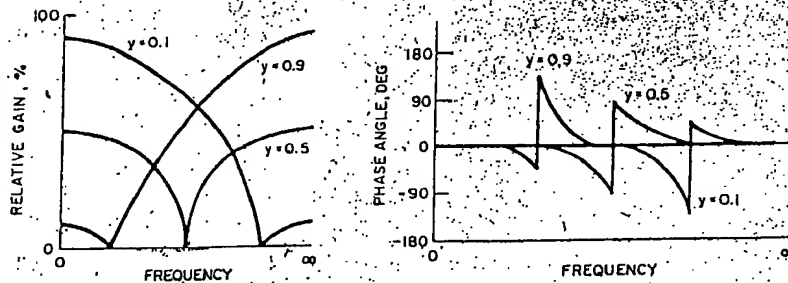 100
RELATIVE GAIN, %
y = 0.1
y = 0.9
y = 0.5
0
0
∞
FREQUENCY
PHASE ANGLE, DEG
180
90
0
-90
-180
y = 0.9
y = 0.5
y = 0.1
0
FREQUENCY